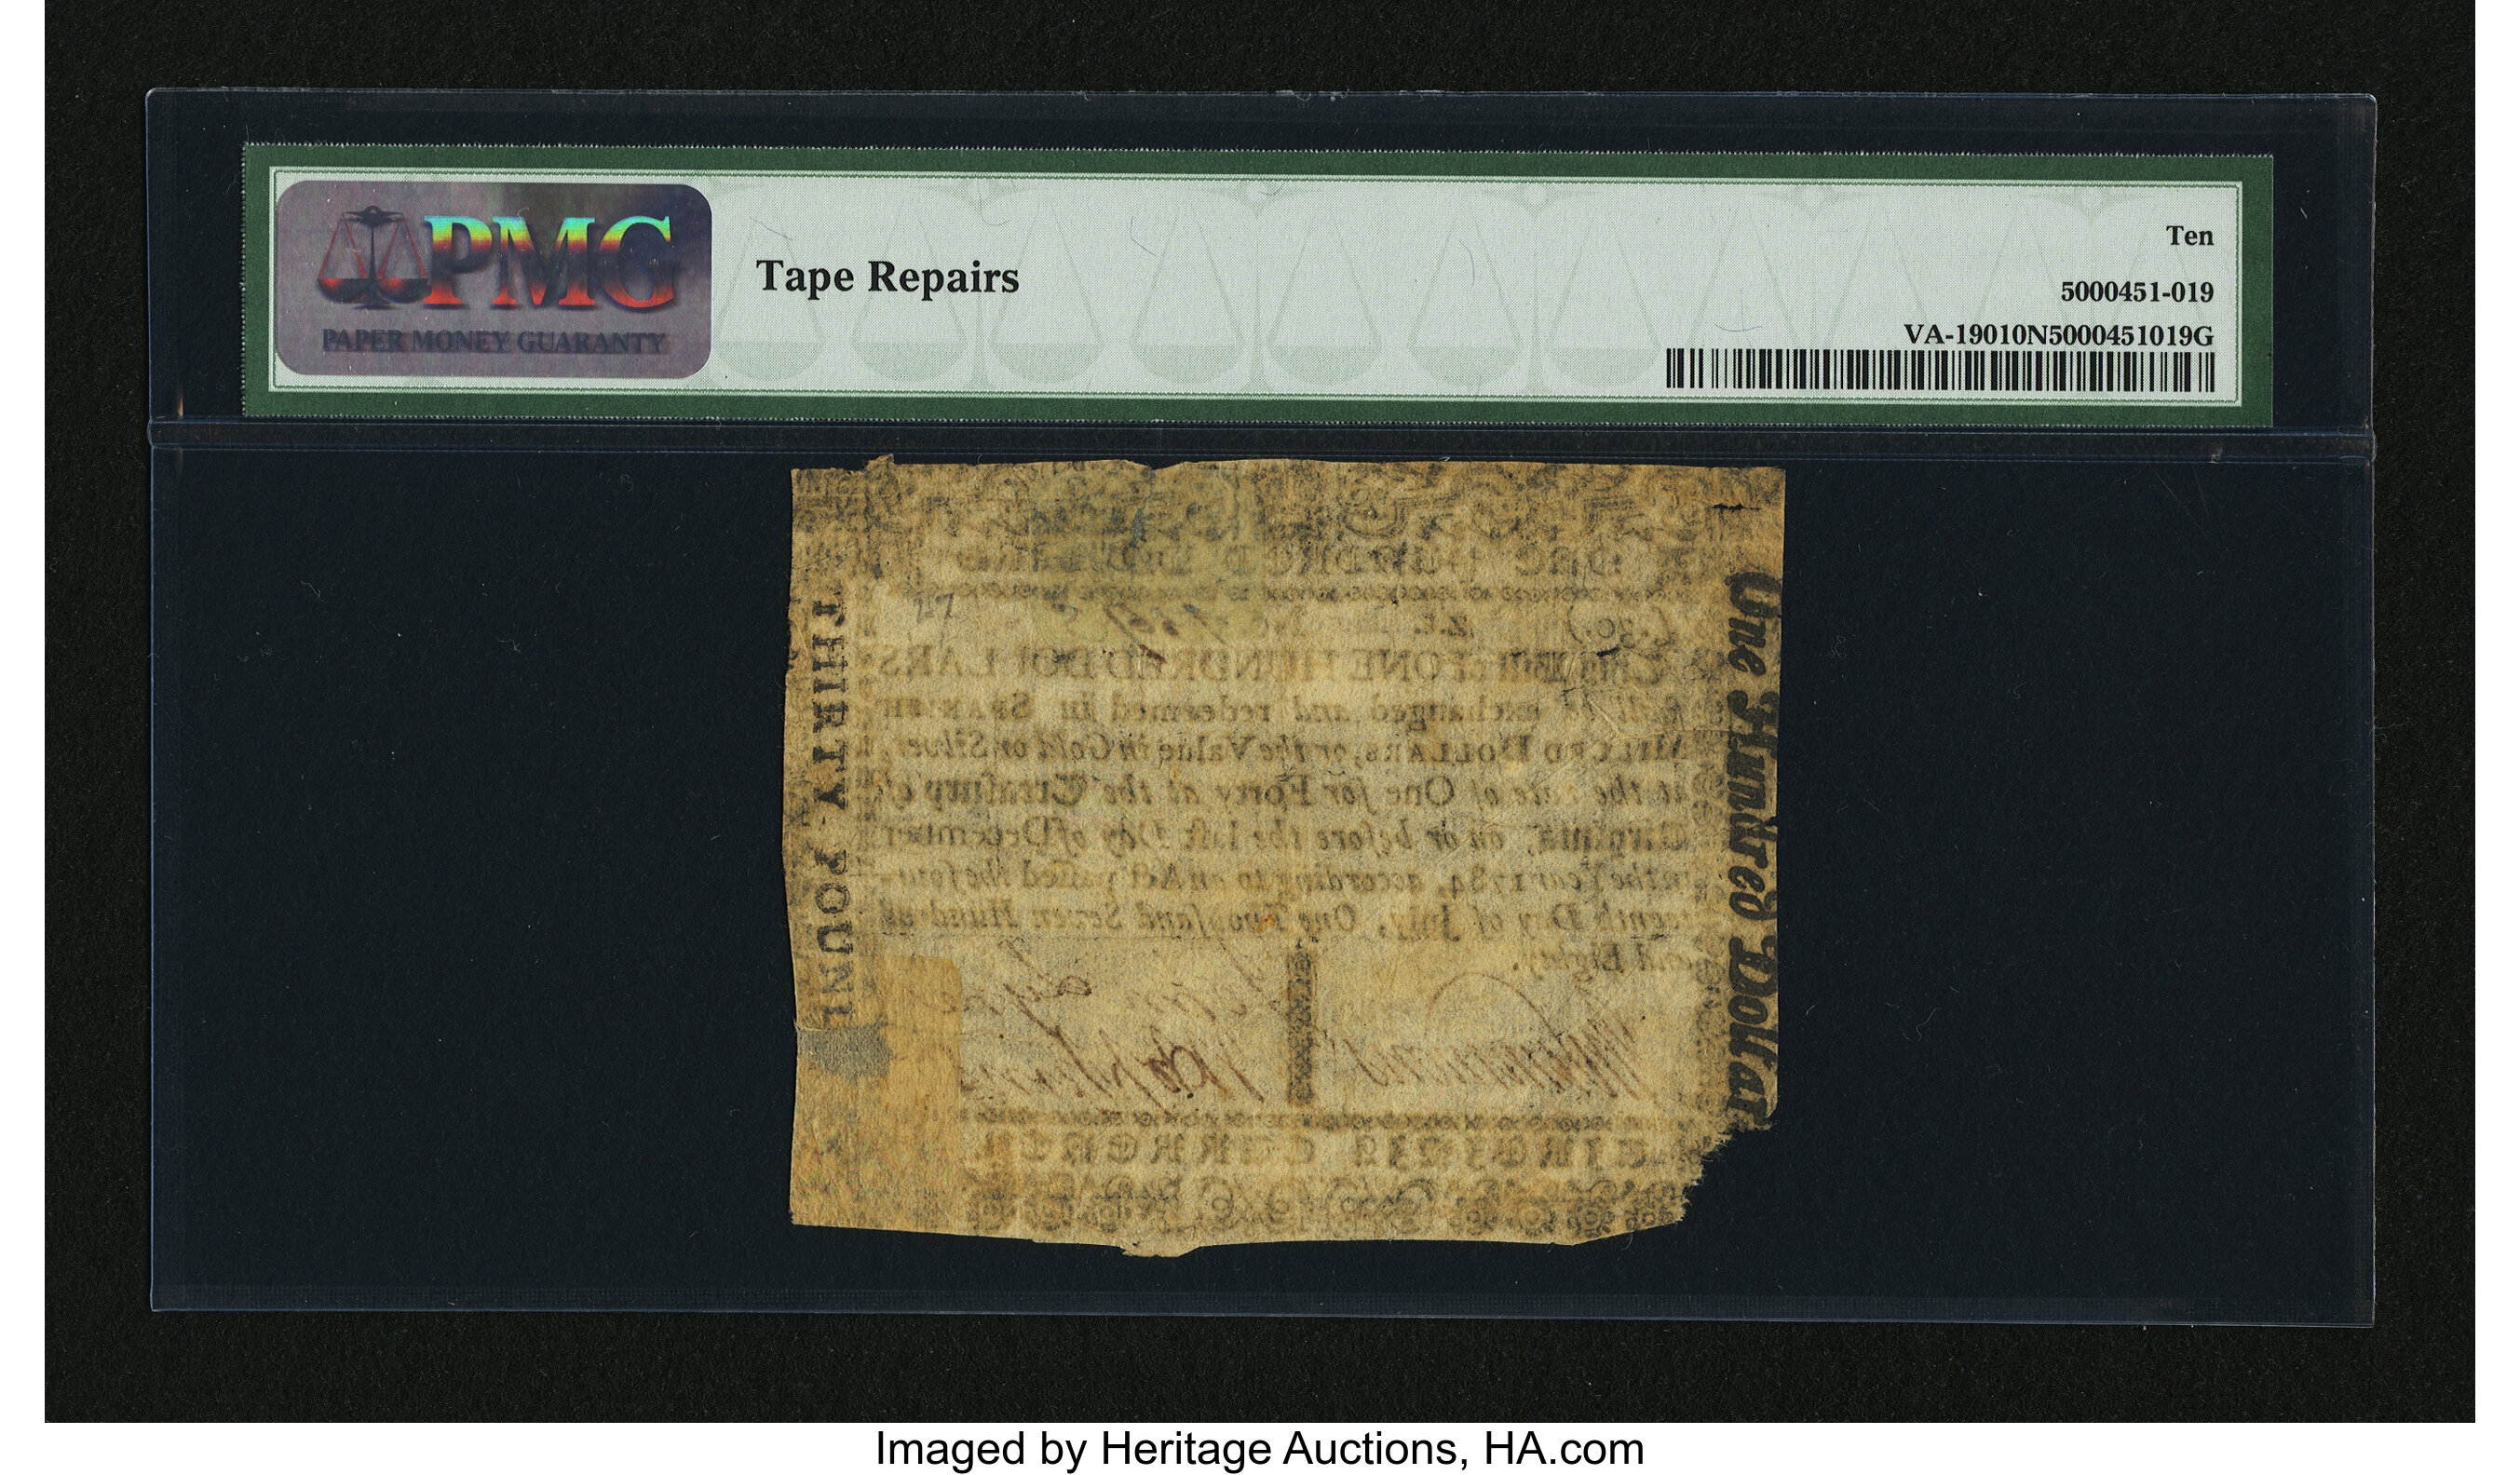 PMG
PAPER MONEY GUARANTY
Tape Repairs
Ten
5000451-019
VA-19010N5000451019G
THIRTY POUND
One Hundred Dollar
(£.30.)
ONE HUNDRED DOLLARS
exchanged and redeemed in SPANISH
MILLED DOLLARS, or the Value in Gold or Silver,
at the rate of One for Forty at the Treasury of
Virginia, on or before the last Day of December
in the Year 1784, according to an Act passed the four-
teenth Day of July, One Thousand Seven Hundred
and Eighty.
Imaged by Heritage Auctions, HA.com